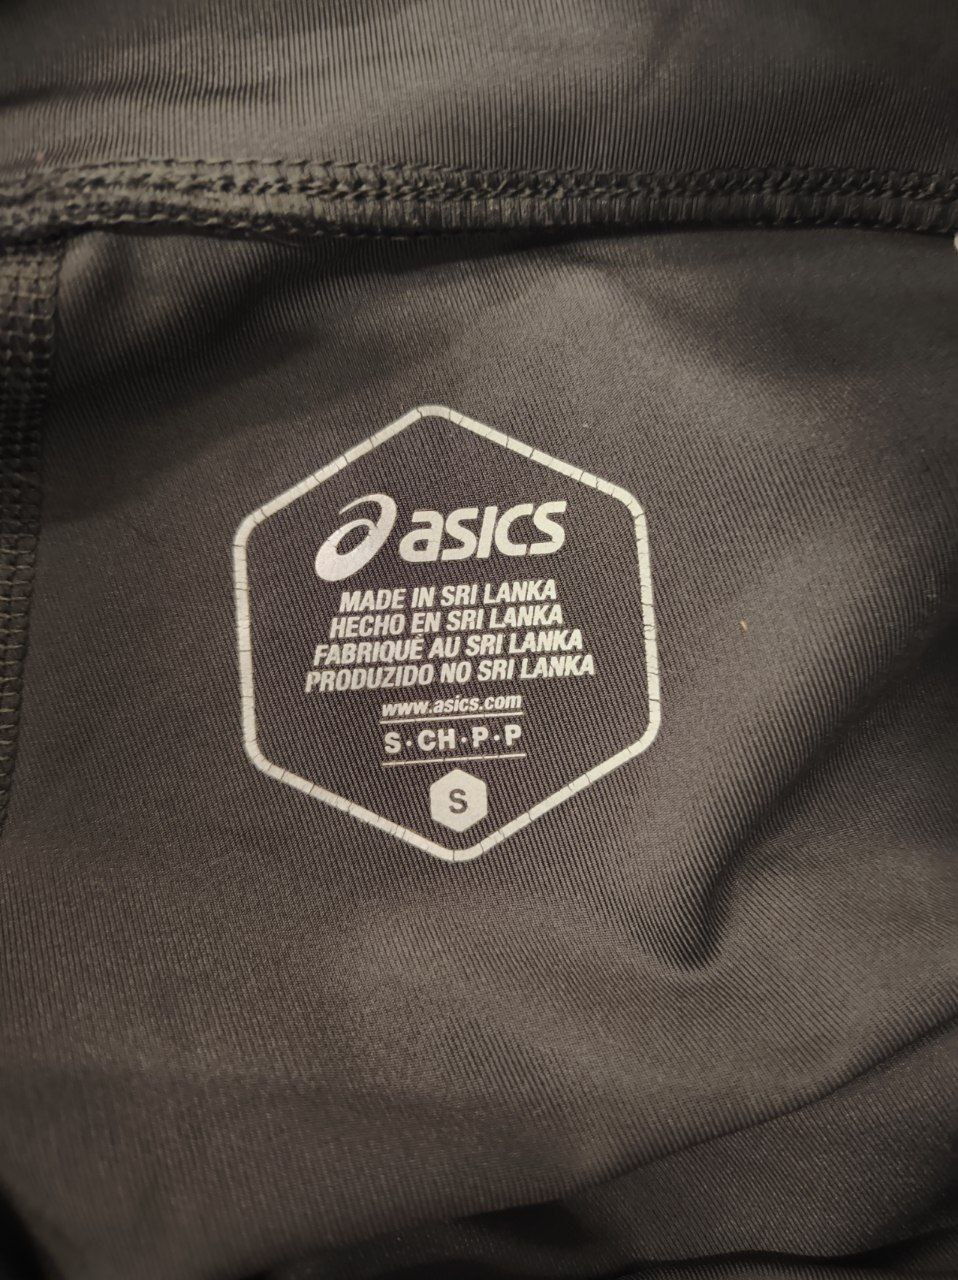 asics
MADE IN SRI LANKA
HECHO EN SRI LANKA
FABRIQUÉ AU SRI LANKA
PRODUZIDO NO SRI LANKA
www.asics.com
S·CH·P·P
S